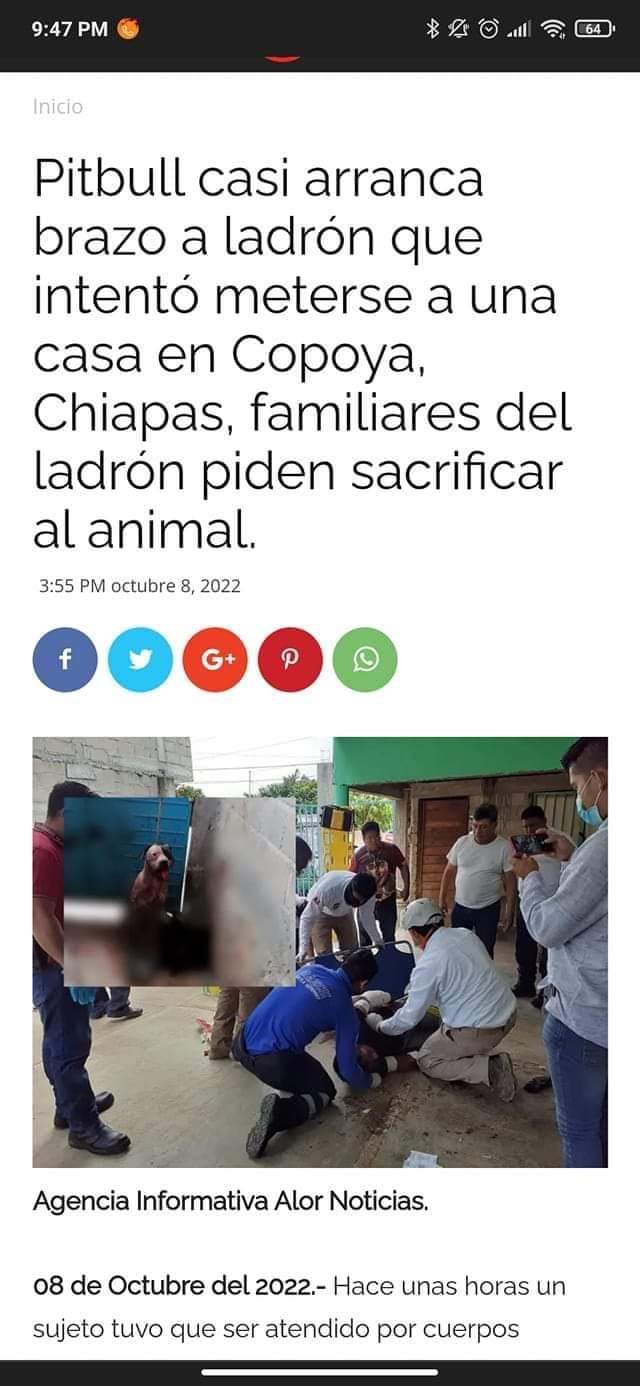 9:47 PM
64
Inicio
Pitbull casi arranca
brazo a ladrón que
intentó meterse a una
casa en Copoya,
Chiapas, familiares del
ladrón piden sacrificar
al animal.
3:55 PM octubre 8, 2022
f
G+
Agencia Informativa Alor Noticias.
08 de Octubre del 2022.- Hace unas horas un
sujeto tuvo que ser atendido por cuerpos